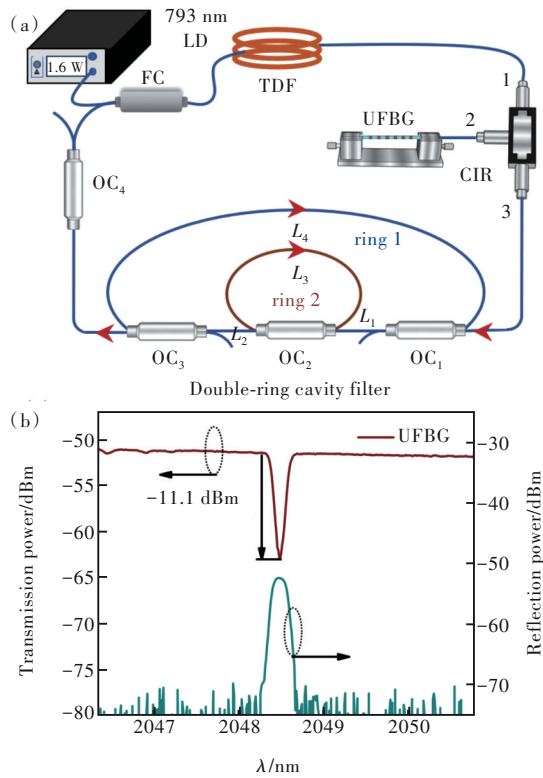 (a)
793 nm
LD
1.6 W
FC
TDF
1
UFBG
2
CIR
3
OC4
L4
ring 1
L3
ring 2
L1
L2
OC3
OC2
OC1
Double-ring cavity filter
(b)
UFBG
−11.1 dBm
Transmission power/dBm
−50
−55
−60
−65
−70
−75
−80
Reflection power/dBm
−30
−40
−50
−60
−70
2047
2048
2049
2050
λ/nm